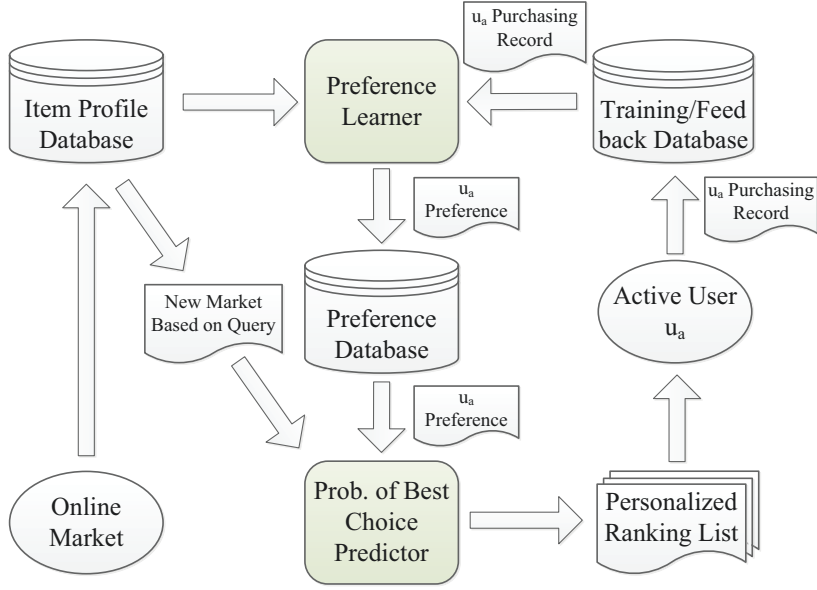 uₐ Purchasing
Record
Item Profile
Database
Preference
Learner
Training/Feed
back Database
uₐ Preference
uₐ Purchasing
Record
New Market
Based on Query
Preference
Database
Active User
uₐ
uₐ
Preference
Online
Market
Prob. of Best
Choice
Predictor
Personalized
Ranking List